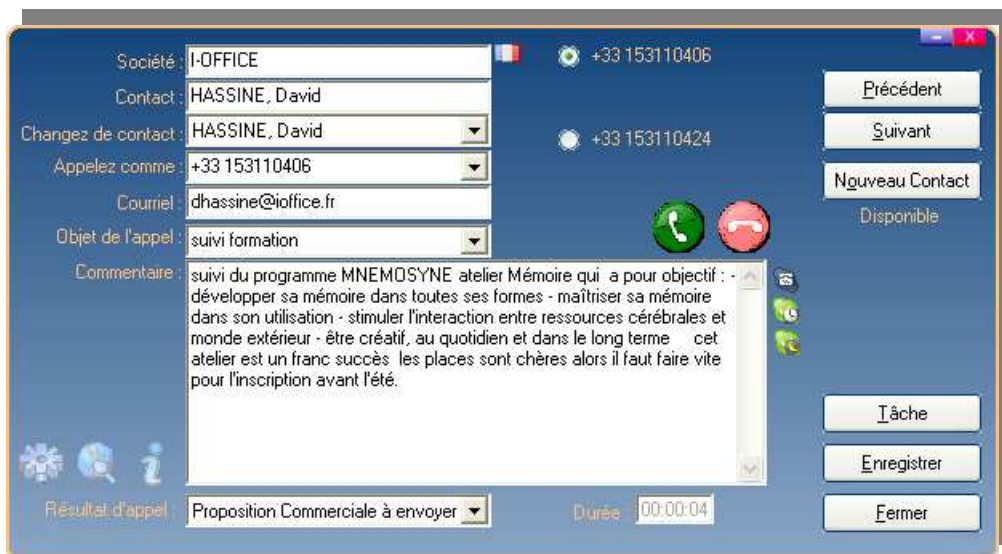 Société : I-OFFICE
+33 153110406
Contact : HASSINE, David
Précédent
Changez de contact : HASSINE, David
+33 153110424
Suivant
Appelez comme : +33 153110406
Nouveau Contact
Courriel : dhassine@ioffice.fr
Disponible
Objet de l'appel : suivi formation
Commentaire : suivi du programme MNEMOSYNE atelier Mémoire qui a pour objectif : -
développer sa mémoire dans toutes ses formes - maîtriser sa mémoire
dans son utilisation - stimuler l'interaction entre ressources cérébrales et
monde extérieur - être créatif, au quotidien et dans le long terme cet
atelier est un franc succès les places sont chères alors il faut faire vite
pour l'inscription avant l'été.
Tâche
Enregistrer
Résultat d'appel : Proposition Commerciale à envoyer
Durée : 00:00:04
Fermer